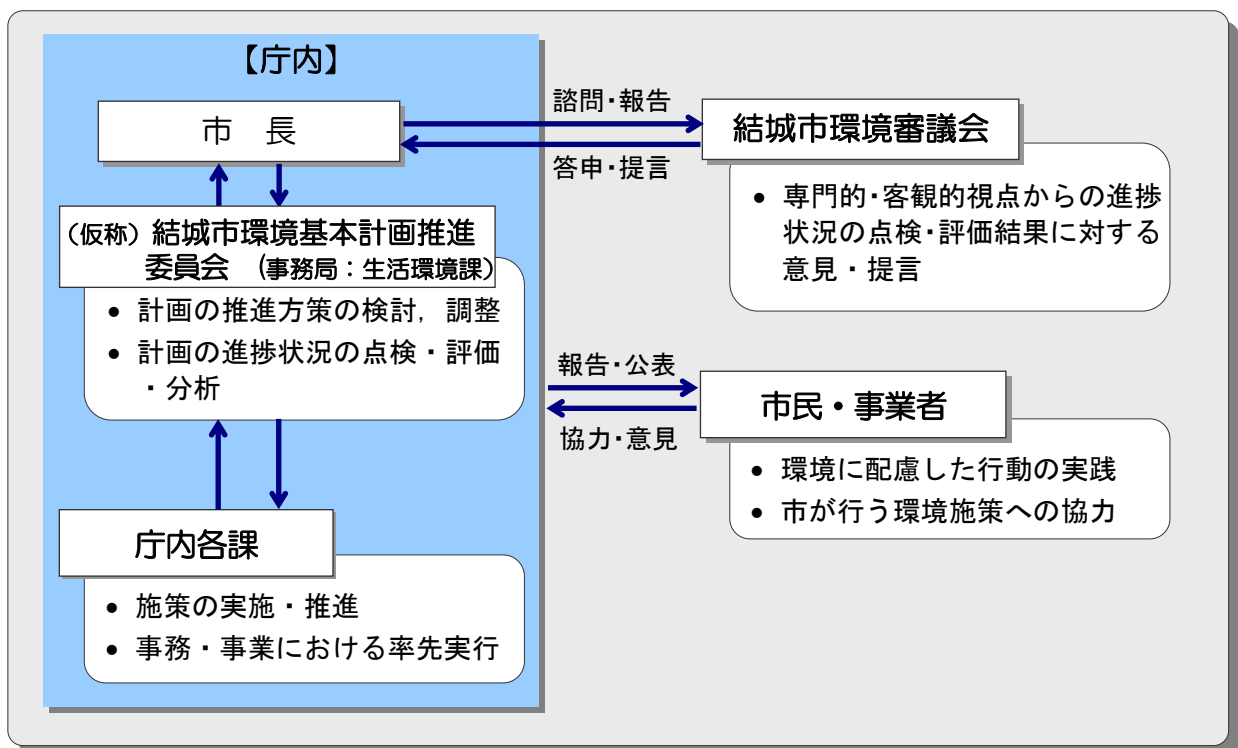 【庁内】
市　長
諮問・報告
答申・提言
結城市環境審議会
● 専門的・客観的視点からの進捗
状況の点検・評価結果に対する
意見・提言
（仮称）結城市環境基本計画推進
委員会　（事務局：生活環境課）
● 計画の推進方策の検討，調整
● 計画の進捗状況の点検・評価
・分析
報告・公表
協力・意見
市民・事業者
● 環境に配慮した行動の実践
● 市が行う環境施策への協力
庁内各課
● 施策の実施・推進
● 事務・事業における率先実行